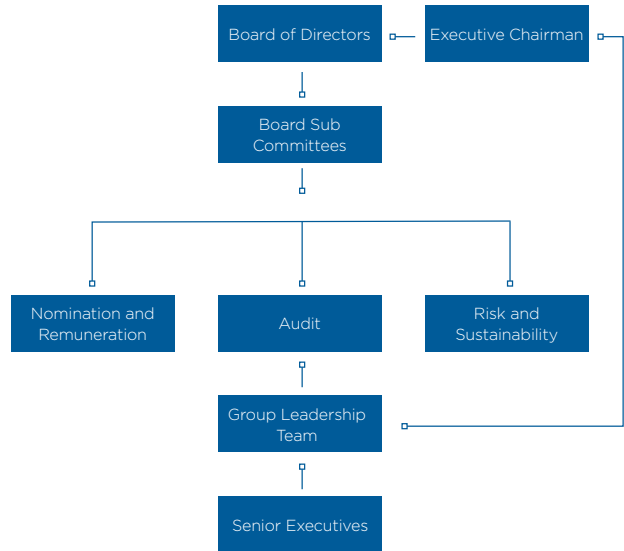 Board of Directors
Executive Chairman
Board Sub
Committees
Nomination and
Remuneration
Audit
Risk and
Sustainability
Group Leadership
Team
Senior Executives